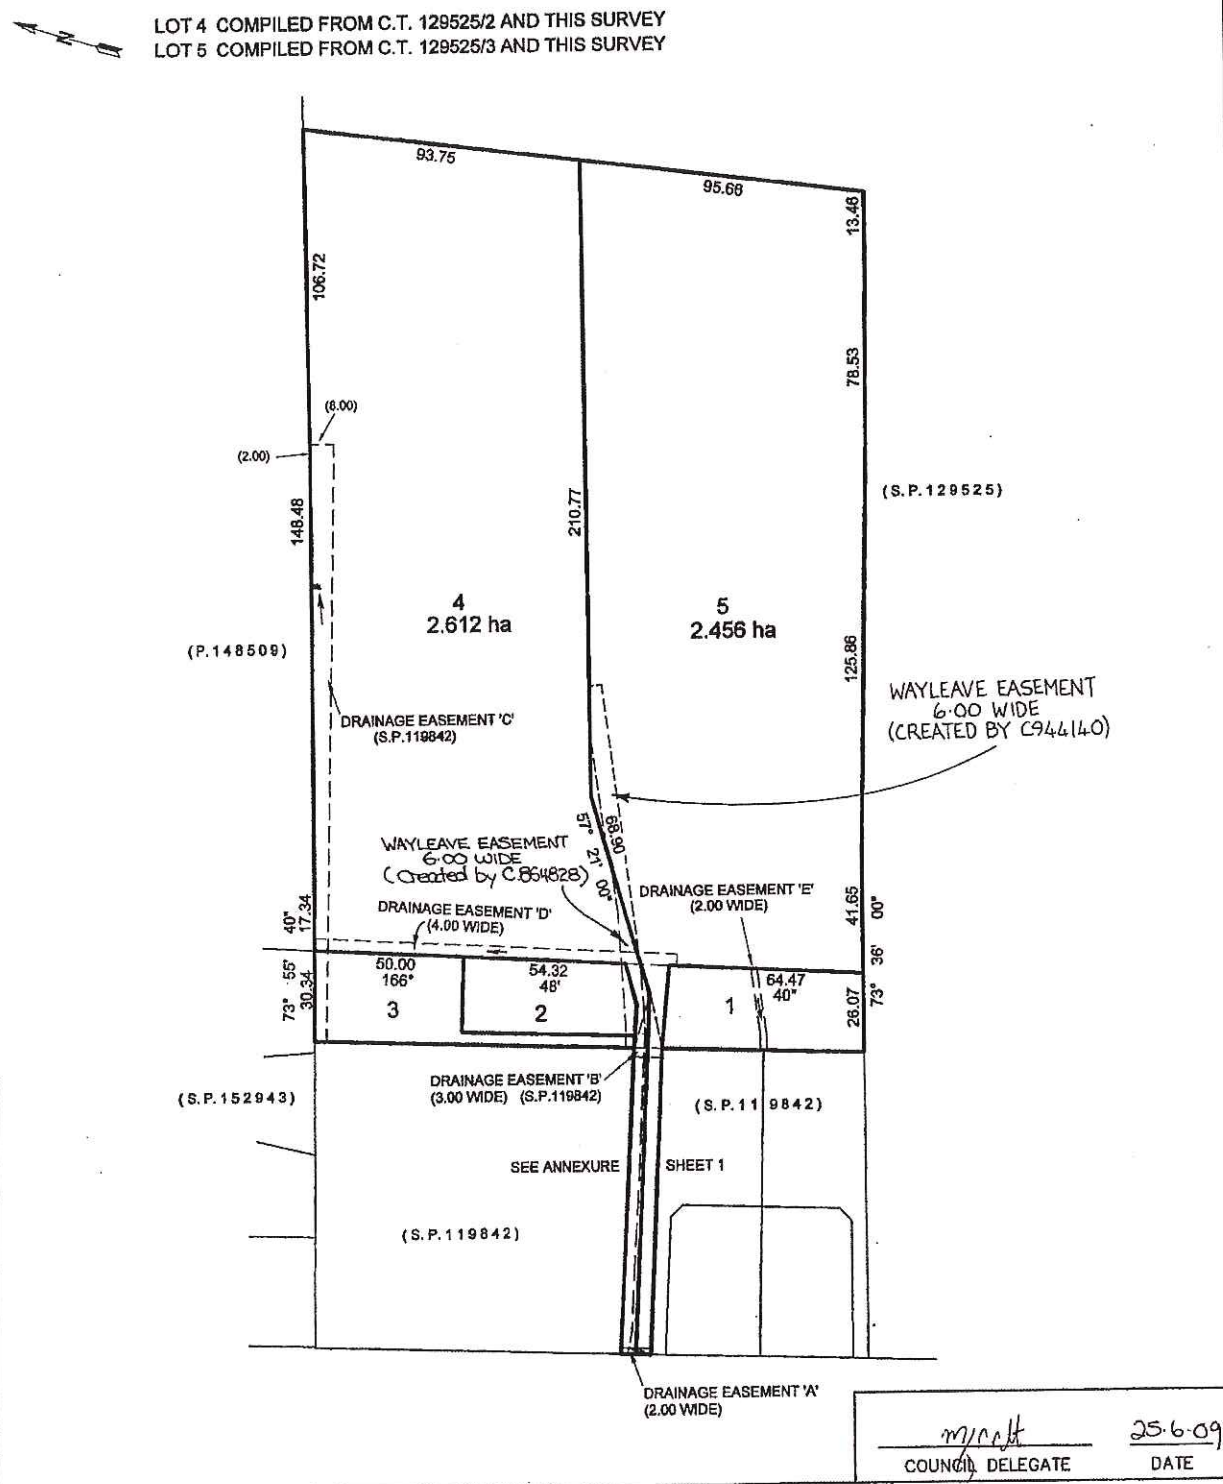 LOT 4 COMPILED FROM C.T. 129525/2 AND THIS SURVEY
LOT 5 COMPILED FROM C.T. 129525/3 AND THIS SURVEY
N
93.75
95.66
13.46
106.72
78.53
(8.00)
(2.00)
148.48
210.77
(S.P.129525)
4
2.612 ha
5
2.456 ha
(P.148509)
125.86
WAYLEAVE EASEMENT
6.00 WIDE
(CREATED BY C944140)
DRAINAGE EASEMENT 'C'
(S.P.119842)
68.90
57° 21' 00"
WAYLEAVE EASEMENT
6.00 WIDE
(Created by C.864828)
DRAINAGE EASEMENT 'E'
(2.00 WIDE)
DRAINAGE EASEMENT 'D'
(4.00 WIDE)
17.34
41.65
73° 55' 40"
30.34
73° 36' 00"
26.07
50.00
166°
54.32
48'
64.47
40"
3
2
1
DRAINAGE EASEMENT 'B'
(3.00 WIDE) (S.P.119842)
(S.P.152943)
(S.P.119842)
SEE ANNEXURE SHEET 1
(S.P.119842)
DRAINAGE EASEMENT 'A'
(2.00 WIDE)
25.6.09
COUNCIL DELEGATE DATE